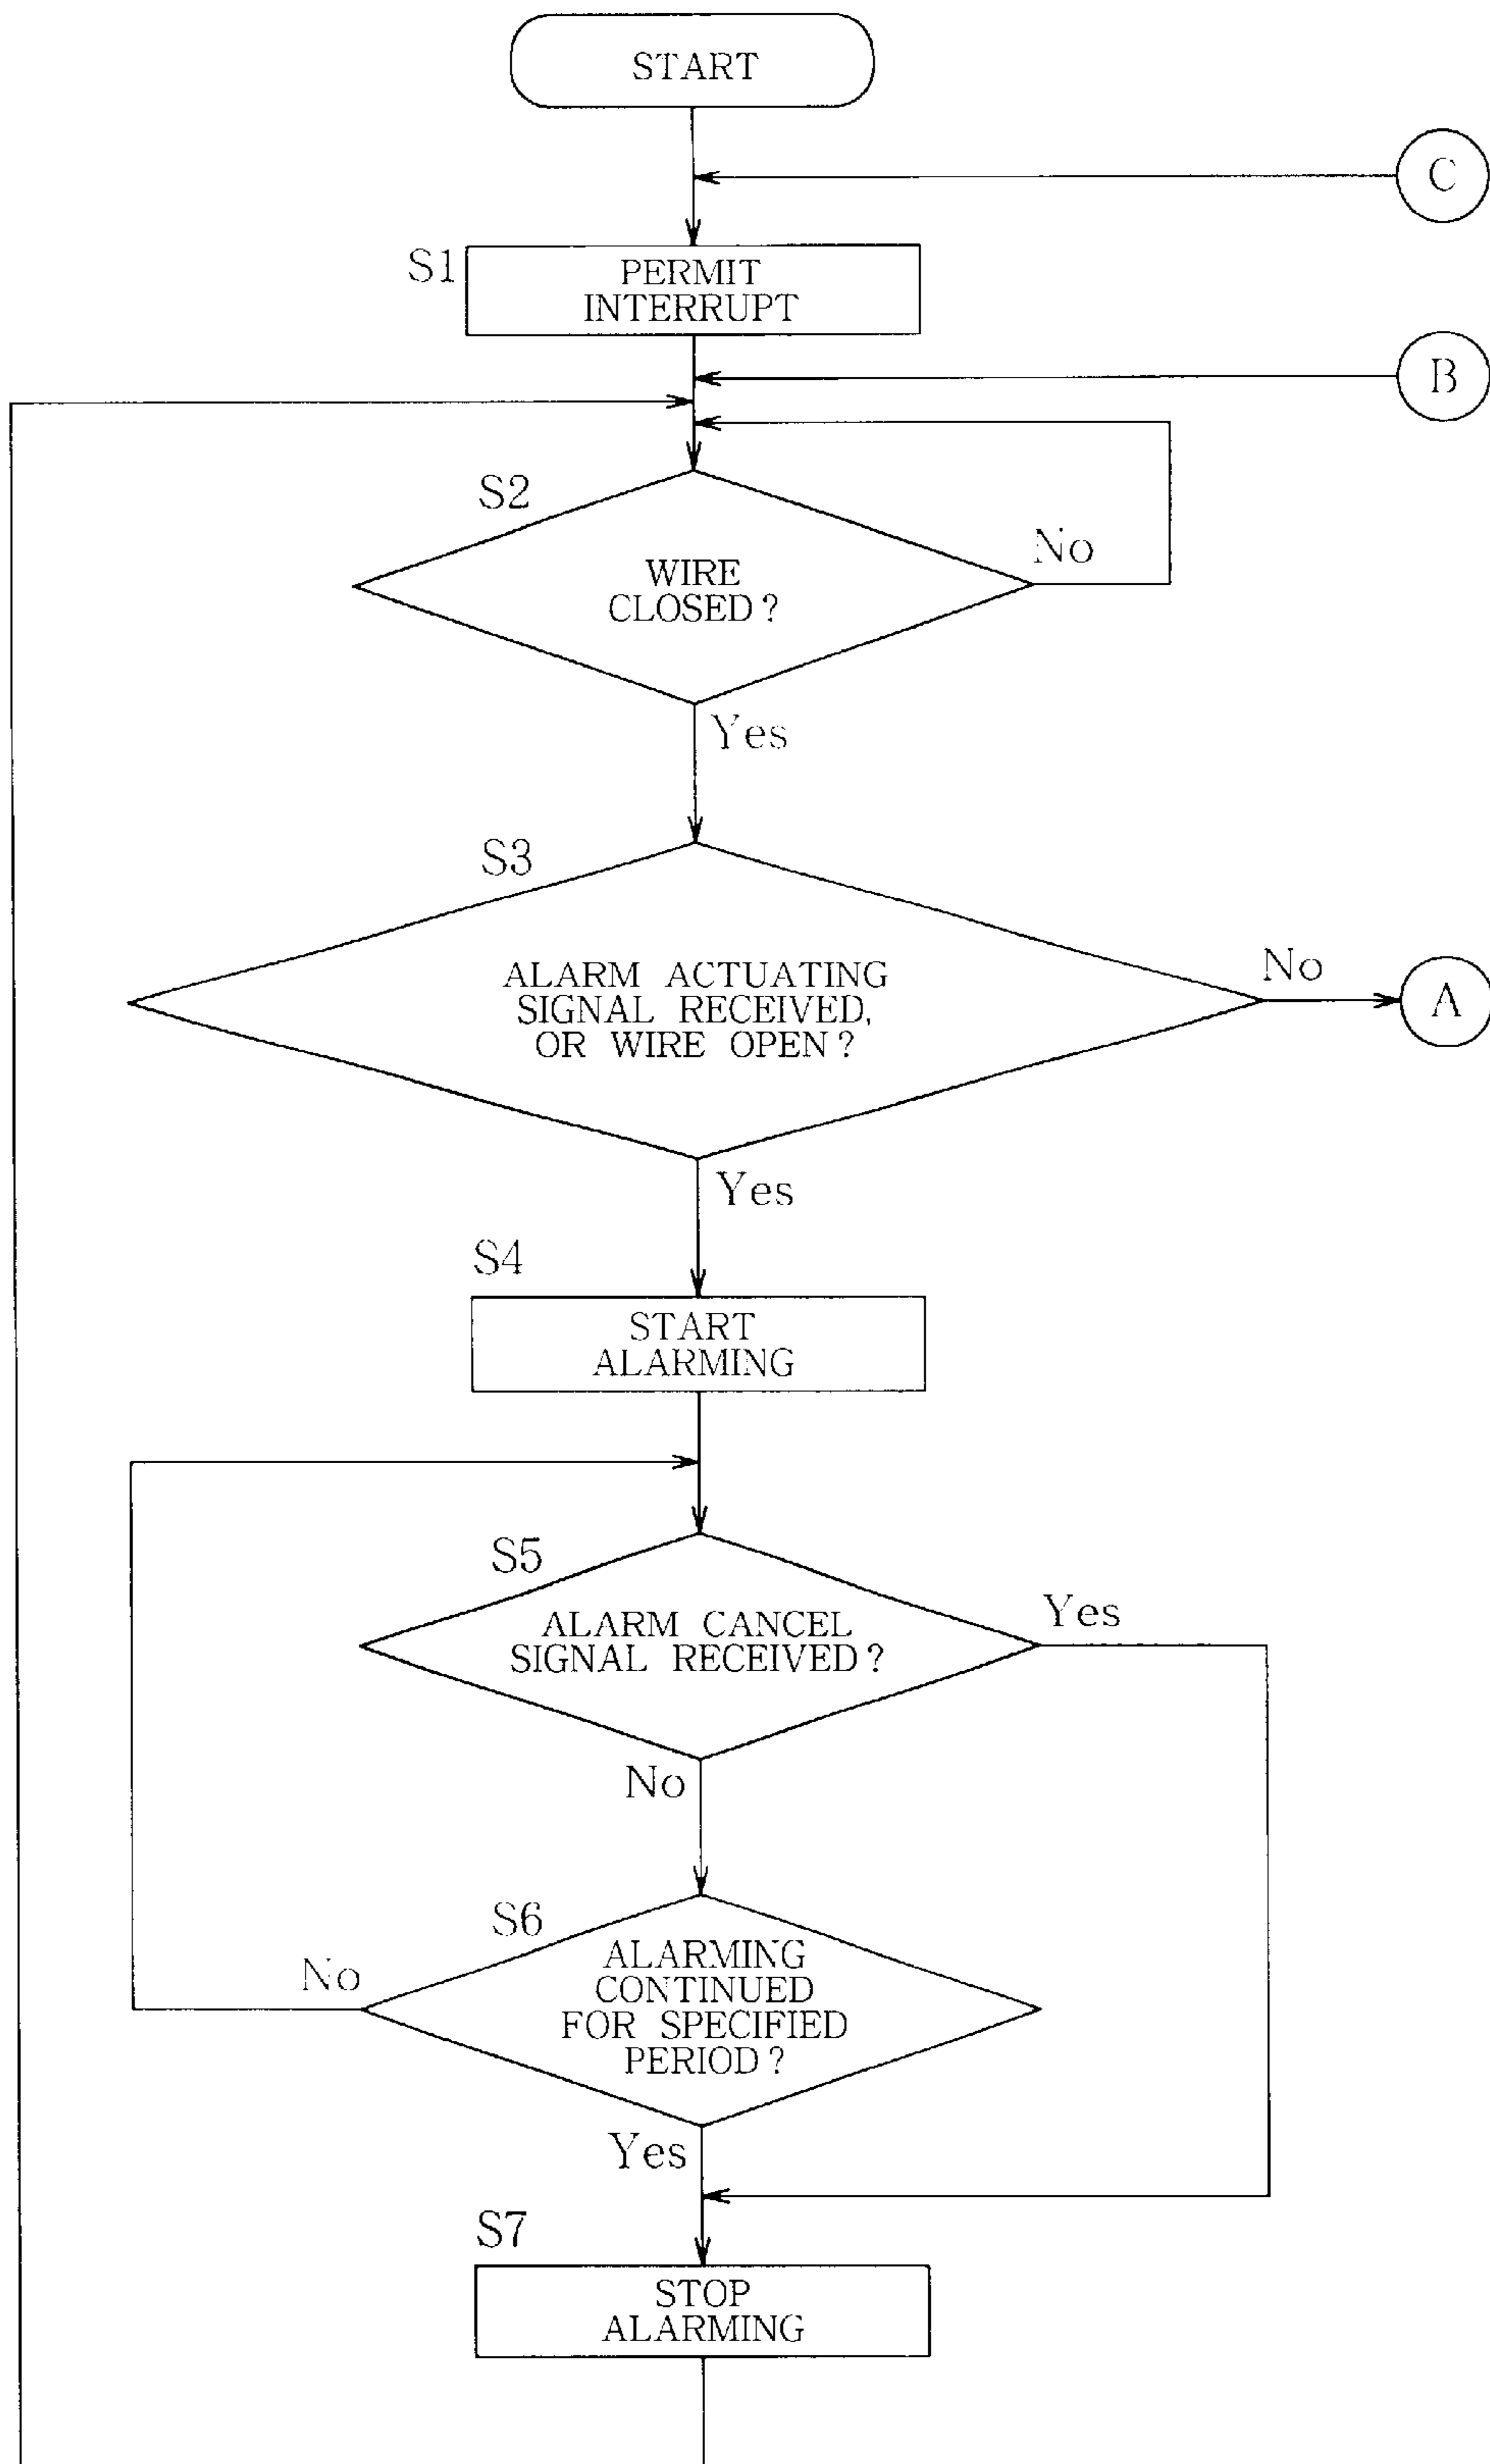 START
C
S1
PERMIT
INTERRUPT
B
S2
No
WIRE
CLOSED?
Yes
S3
ALARM ACTUATING
SIGNAL RECEIVED,
OR WIRE OPEN?
No
A
Yes
S4
START
ALARMING
S5
Yes
ALARM CANCEL
SIGNAL RECEIVED?
No
S6
No
ALARMING
CONTINUED
FOR SPECIFIED
PERIOD?
Yes
S7
STOP
ALARMING